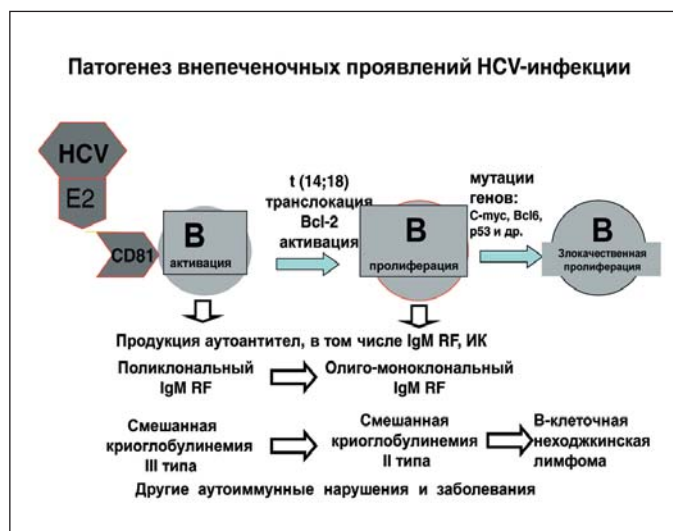 Патогенез внепеченочных проявлений HCV-инфекции
HCV
E2
CD81
В
активация
t (14;18)
транслокация
Bcl-2
активация
В
пролиферация
мутации
генов:
C-myc, Bcl6,
p53 и др.
В
Злокачественная
пролиферация
Продукция аутоантител, в том числе IgM RF, ИК
Поликлональный
IgM RF
Олиго-моноклональный
IgM RF
Смешанная
криоглобулинемия
III типа
Смешанная
криоглобулинемия
II типа
В-клеточная
неходжкинская
лимфома
Другие аутоиммунные нарушения и заболевания